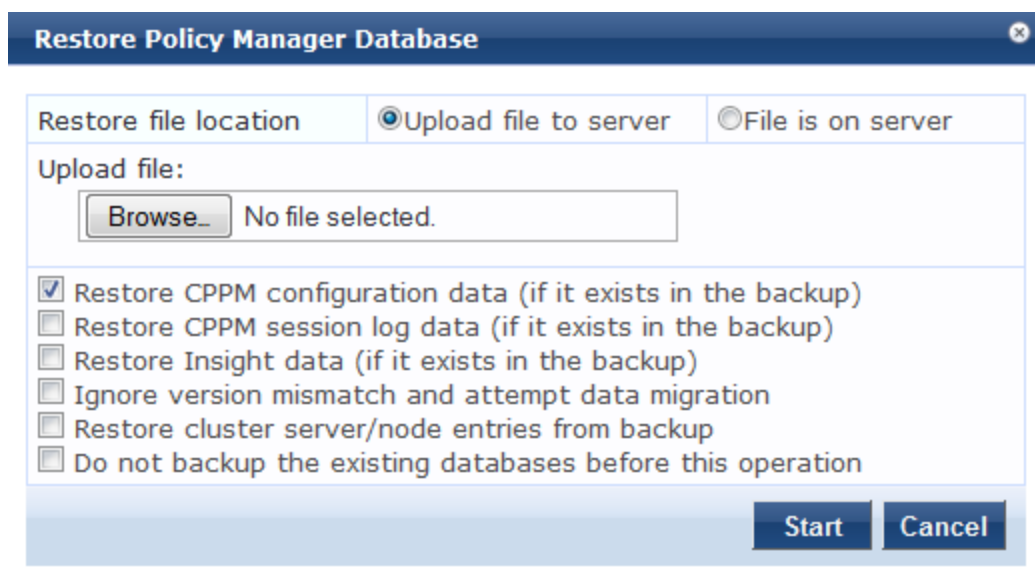 Restore Policy Manager Database
Restore file location Upload file to server File is on server
Upload file:
Browse_ No file selected.
Restore CPPM configuration data (if it exists in the backup)
Restore CPPM session log data (if it exists in the backup)
Restore Insight data (if it exists in the backup)
Ignore version mismatch and attempt data migration
Restore cluster server/node entries from backup
Do not backup the existing databases before this operation
Start Cancel